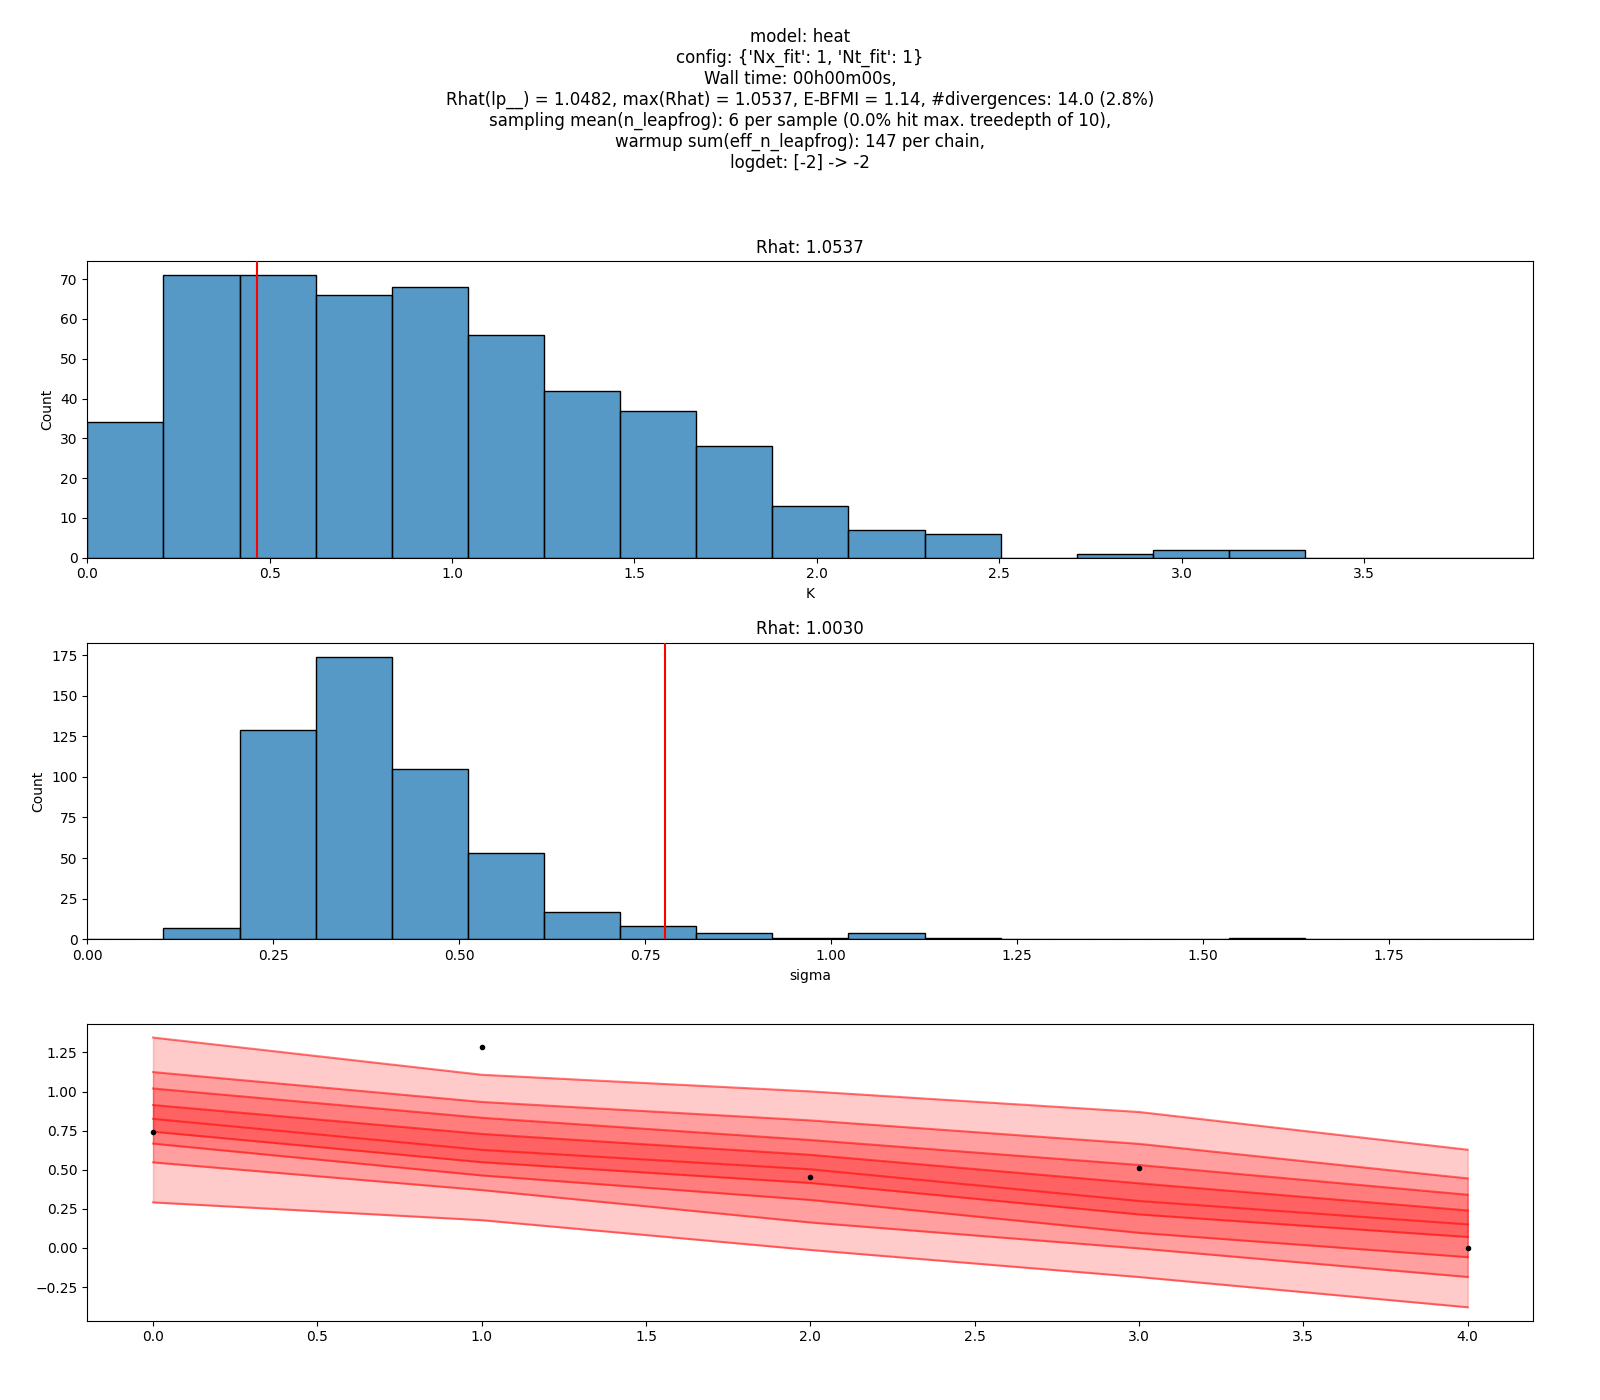 model: heat
config: {'Nx_fit': 1, 'Nt_fit': 1}
Wall time: 00h00m00s,
Rhat(lp__) = 1.0482, max(Rhat) = 1.0537, E-BFMI = 1.14, #divergences: 14.0 (2.8%)
sampling mean(n_leapfrog): 6 per sample (0.0% hit max. treedepth of 10),
warmup sum(eff_n_leapfrog): 147 per chain,
logdet: [-2] -> -2
Rhat: 1.0537
70
60
50
40
30
20
10
0
Count
0.0 0.5 1.0 1.5 2.0 2.5 3.0 3.5
K
Rhat: 1.0030
175
150
125
100
75
50
25
0
Count
0.00 0.25 0.50 0.75 1.00 1.25 1.50 1.75
sigma
1.25
1.00
0.75
0.50
0.25
0.00
−0.25
0.0 0.5 1.0 1.5 2.0 2.5 3.0 3.5 4.0